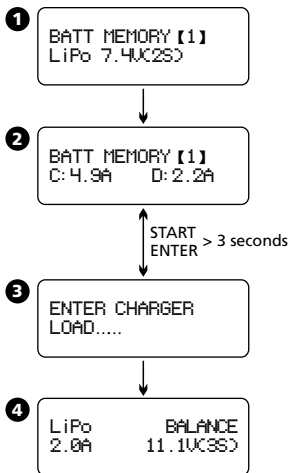 1
BATT MEMORY【1】
LiPo 7.4V(2S)
2
BATT MEMORY【1】
C:4.9A D:2.2A
START
ENTER > 3 seconds
3
ENTER CHARGER
LOAD.....
4
LiPo BALANCE
2.0A 11.1V(3S)